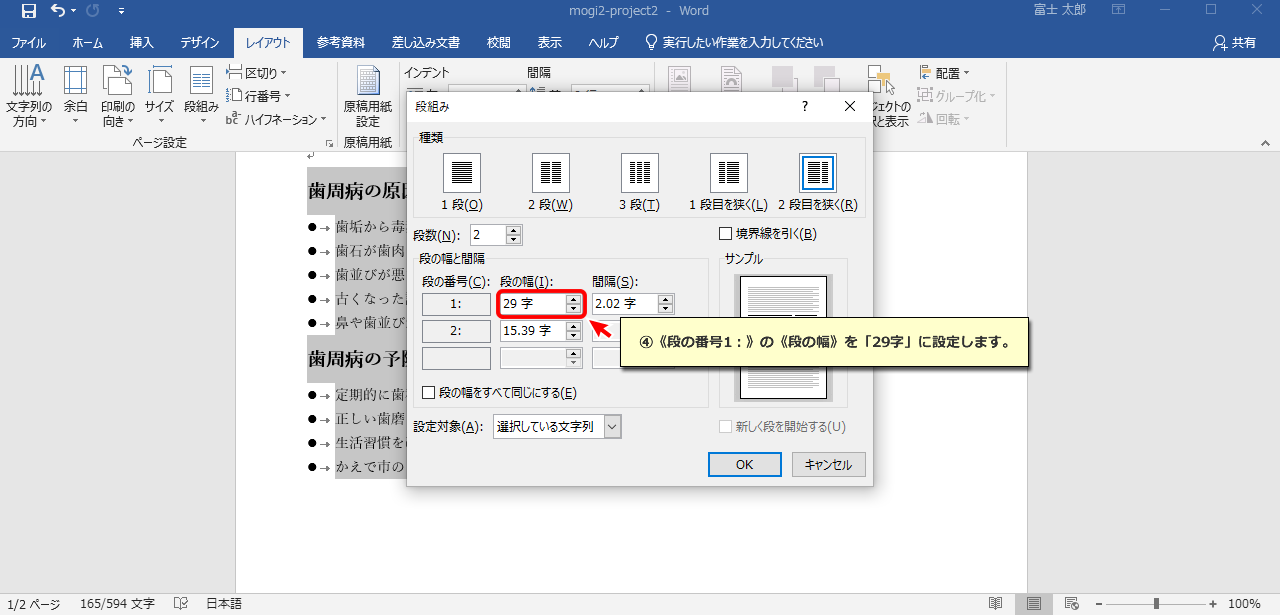 mogi2-project2 - Word
富士 太郎
ファイル ホーム 挿入 デザイン レイアウト 参考資料 差し込み文書 校閲 表示 ヘルプ 実行したい作業を入力してください 共有
文字列の方向
余白
印刷の向き
サイズ
段組み
区切り
行番号
ハイフネーション
ページ設定
原稿用紙設定
原稿用紙
インデント
間隔
配置
グループ化
回転
段組み
?
種類
1 段(O) 2 段(W) 3 段(T) 1 段目を狭く(L) 2 段目を狭く(R)
段数(N): 2
境界線を引く(B)
段の幅と間隔
サンプル
段の番号(C): 段の幅(I): 間隔(S):
1: 29 字 2.02 字
2: 15.39 字
④《段の番号1：》の《段の幅》を「29字」に設定します。
段の幅をすべて同じにする(E)
設定対象(A): 選択している文字列
新しく段を開始する(U)
OK キャンセル
歯周病の原因
歯垢から毒
歯石が歯肉
歯並びが悪
古くなった
鼻や歯並び
歯周病の予防
定期的に歯
正しい歯磨
生活習慣を
かえで市の
1/2 ページ 165/594 文字 日本語
100%